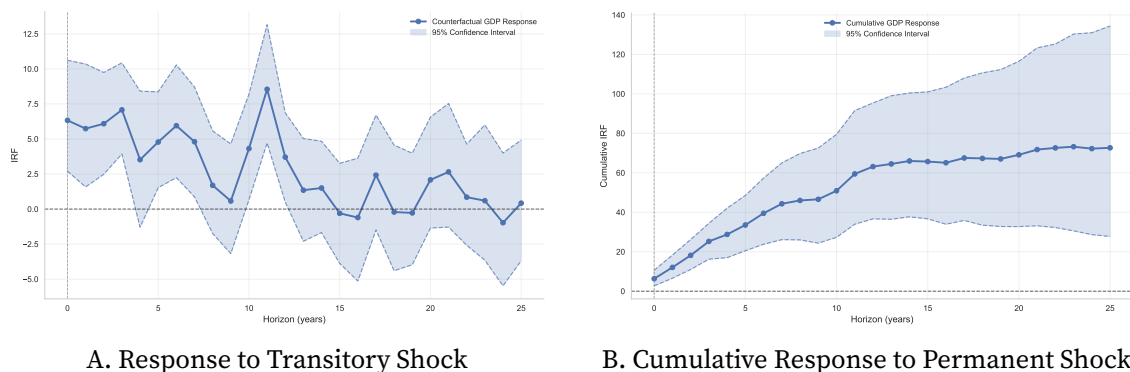 Counterfactual GDP Response
95% Confidence Interval
12.5
10.0
7.5
5.0
2.5
0.0
−2.5
−5.0
IRF
0 5 10 15 20 25
Horizon (years)
A. Response to Transitory Shock
Cumulative GDP Response
95% Confidence Interval
140
120
100
80
60
40
20
0
Cumulative IRF
0 5 10 15 20 25
Horizon (years)
B. Cumulative Response to Permanent Shock